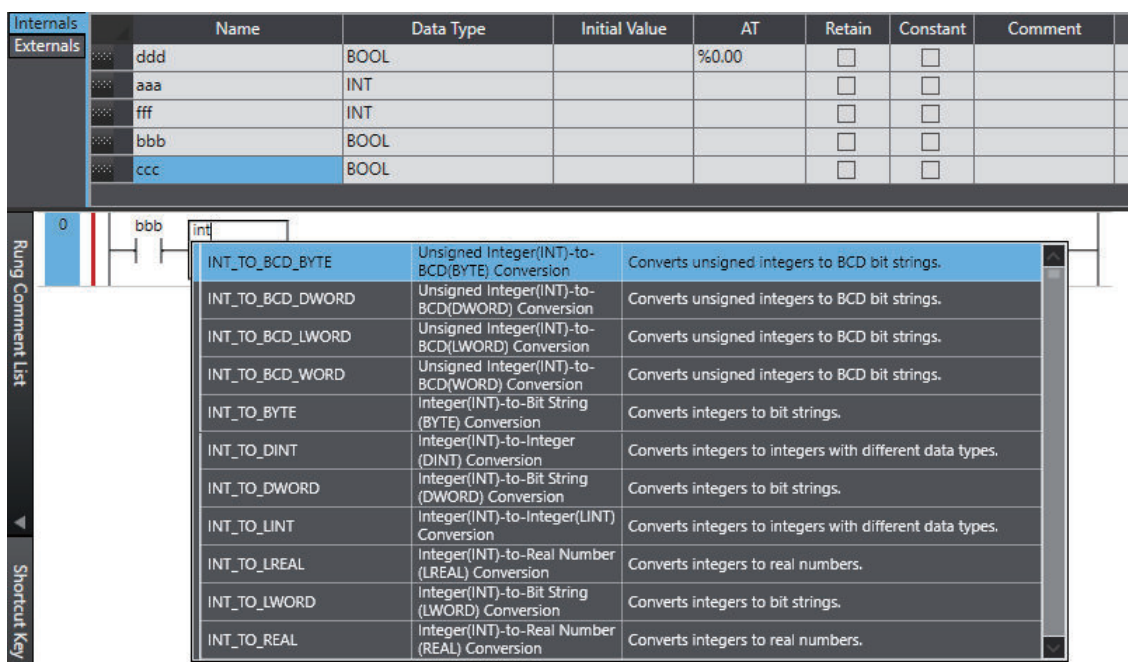 Internals
Externals
Name Data Type Initial Value AT Retain Constant Comment
ddd BOOL %0.00
aaa INT
fff INT
bbb BOOL
ccc BOOL
Rung Comment List
Shortcut Key
0
bbb
int
INT_TO_BCD_BYTE Unsigned Integer(INT)-to-
BCD(BYTE) Conversion Converts unsigned integers to BCD bit strings.
INT_TO_BCD_DWORD Unsigned Integer(INT)-to-
BCD(DWORD) Conversion Converts unsigned integers to BCD bit strings.
INT_TO_BCD_LWORD Unsigned Integer(INT)-to-
BCD(LWORD) Conversion Converts unsigned integers to BCD bit strings.
INT_TO_BCD_WORD Unsigned Integer(INT)-to-
BCD(WORD) Conversion Converts unsigned integers to BCD bit strings.
INT_TO_BYTE Integer(INT)-to-Bit String
(BYTE) Conversion Converts integers to bit strings.
INT_TO_DINT Integer(INT)-to-Integer
(DINT) Conversion Converts integers to integers with different data types.
INT_TO_DWORD Integer(INT)-to-Bit String
(DWORD) Conversion Converts integers to bit strings.
INT_TO_LINT Integer(INT)-to-Integer(LINT)
Conversion Converts integers to integers with different data types.
INT_TO_LREAL Integer(INT)-to-Real Number
(LREAL) Conversion Converts integers to real numbers.
INT_TO_LWORD Integer(INT)-to-Bit String
(LWORD) Conversion Converts integers to bit strings.
INT_TO_REAL Integer(INT)-to-Real Number
(REAL) Conversion Converts integers to real numbers.